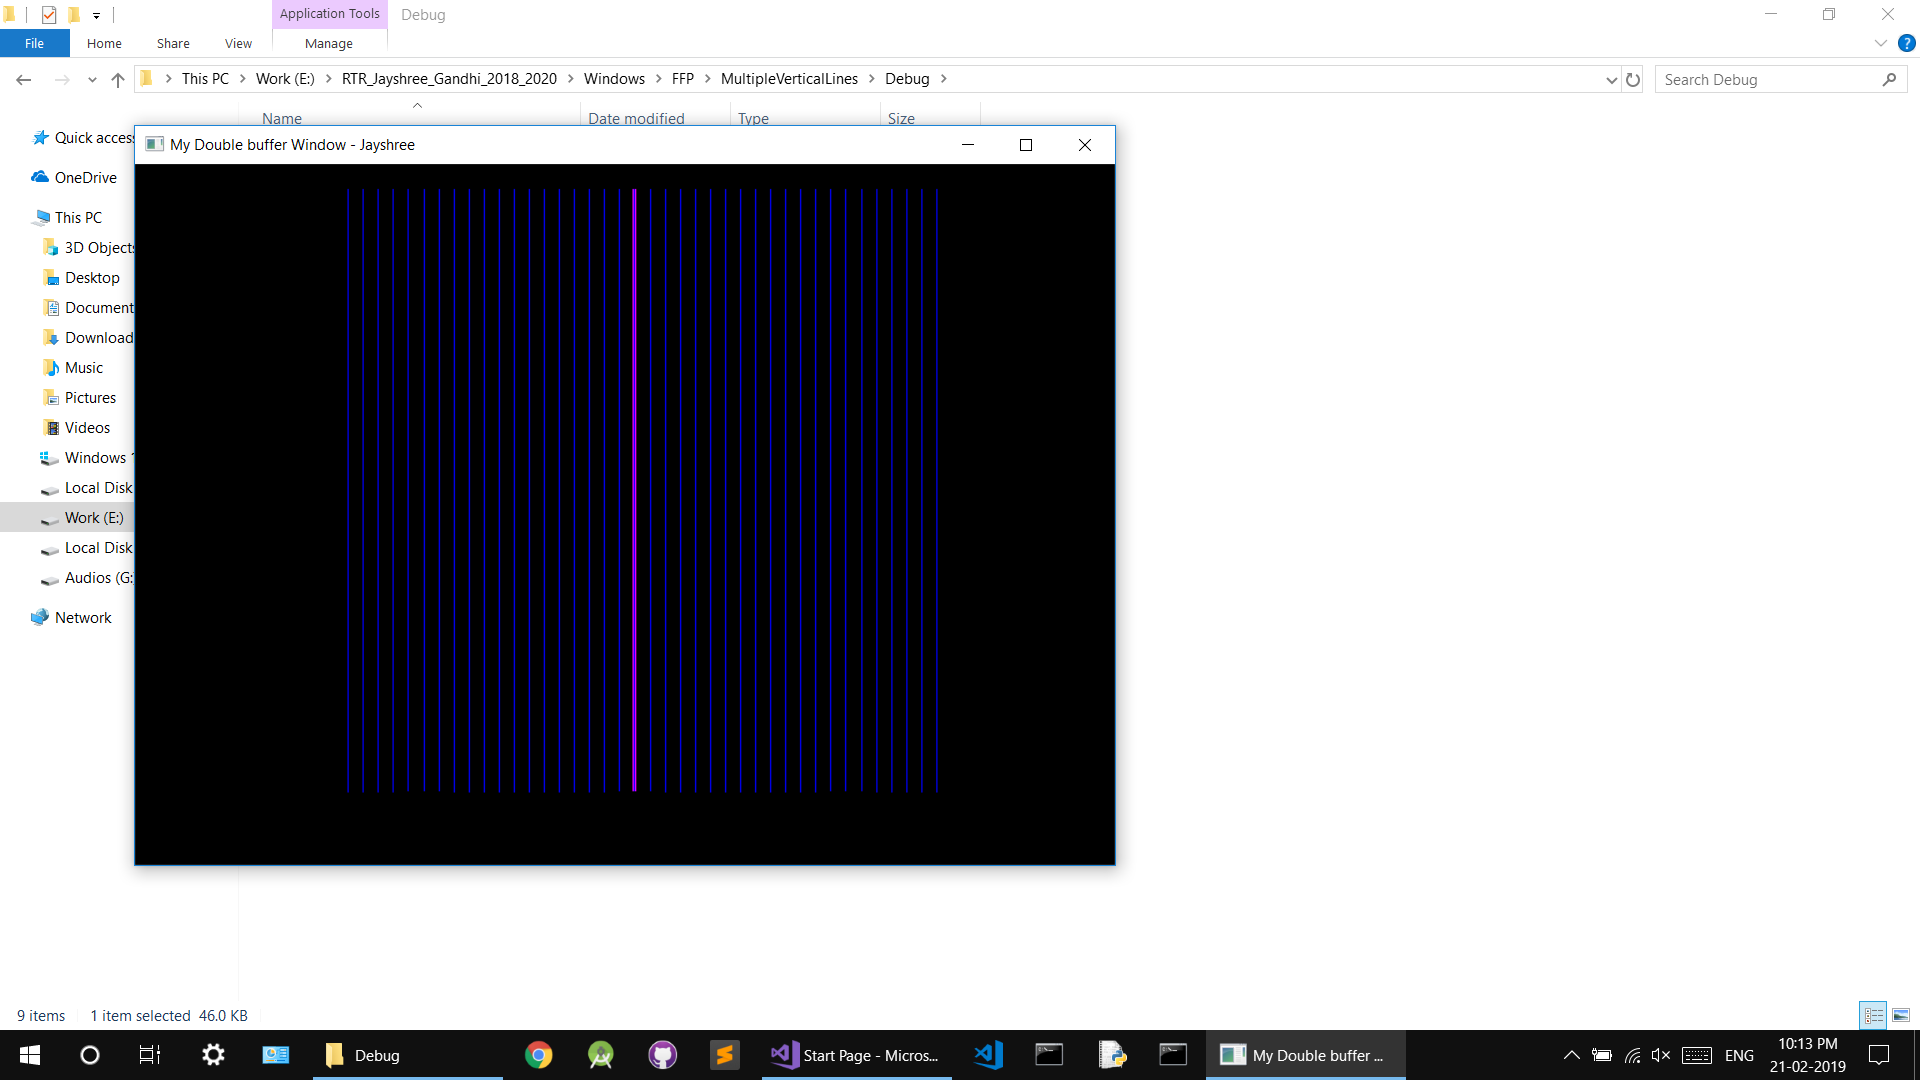 Application Tools Debug
File Home Share View Manage
This PC Work (E:) RTR_Jayshree_Gandhi_2018_2020 Windows FFP MultipleVerticalLines Debug Search Debug
Name Date modified Type Size
Quick access
My Double buffer Window - Jayshree
OneDrive
This PC
3D Objects
Desktop
Document
Download
Music
Pictures
Videos
Windows
Local Disk
Work (E:)
Local Disk
Audios (G:
Network
9 items 1 item selected 46.0 KB
Debug Start Page - Micros... My Double buffer ... ENG 10:13 PM
21-02-2019